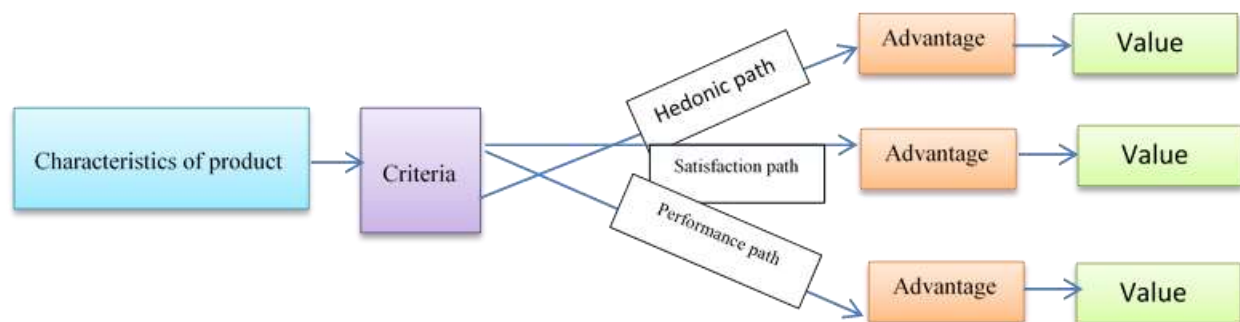 Characteristics of product
Criteria
Hedonic path
Advantage
Value
Satisfaction path
Advantage
Value
Performance path
Advantage
Value